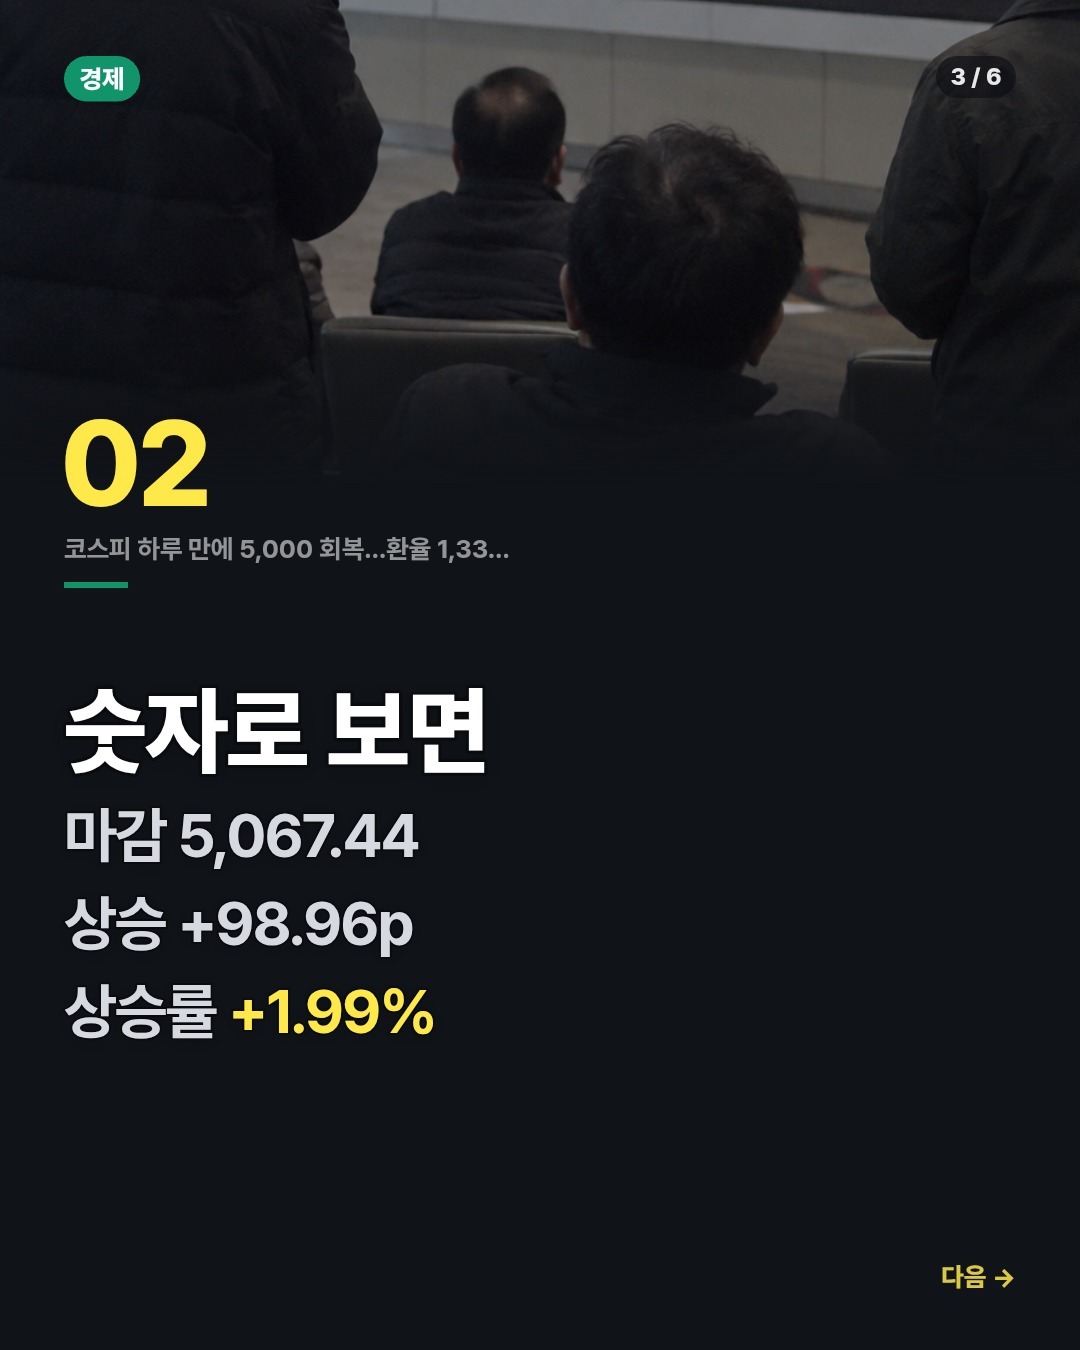 경제
3 / 6
02
코스피 하루 만에 5,000 회복...환율 1,33...
숫자로 보면
마감 5,067.44
상승 +98.96p
상승률 +1.99%
다음 →